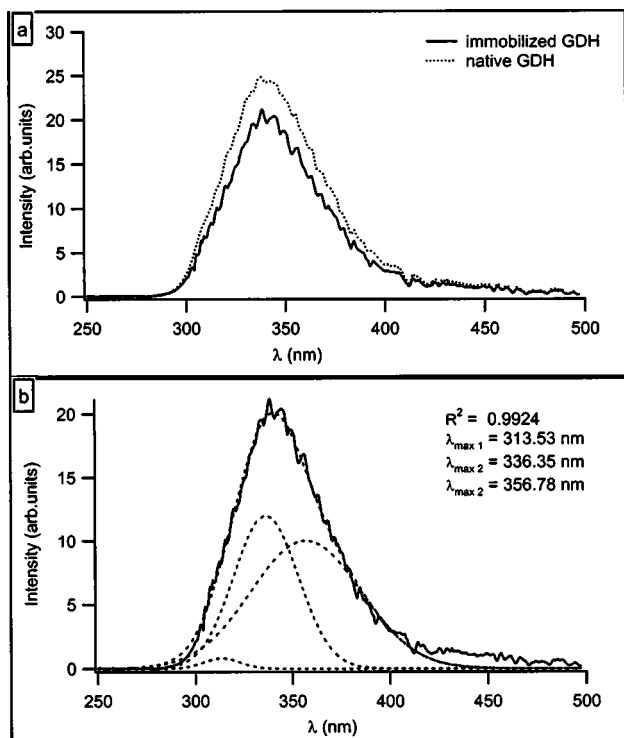 a
immobilized GDH
native GDH
30
25
20
15
10
5
0
Intensity (arb.units)
250 300 350 400 450 500
λ (nm)
b
R² = 0.9924
λmax 1 = 313.53 nm
λmax 2 = 336.35 nm
λmax 2 = 356.78 nm
20
15
10
5
0
Intensity (arb.units)
250 300 350 400 450 500
λ (nm)